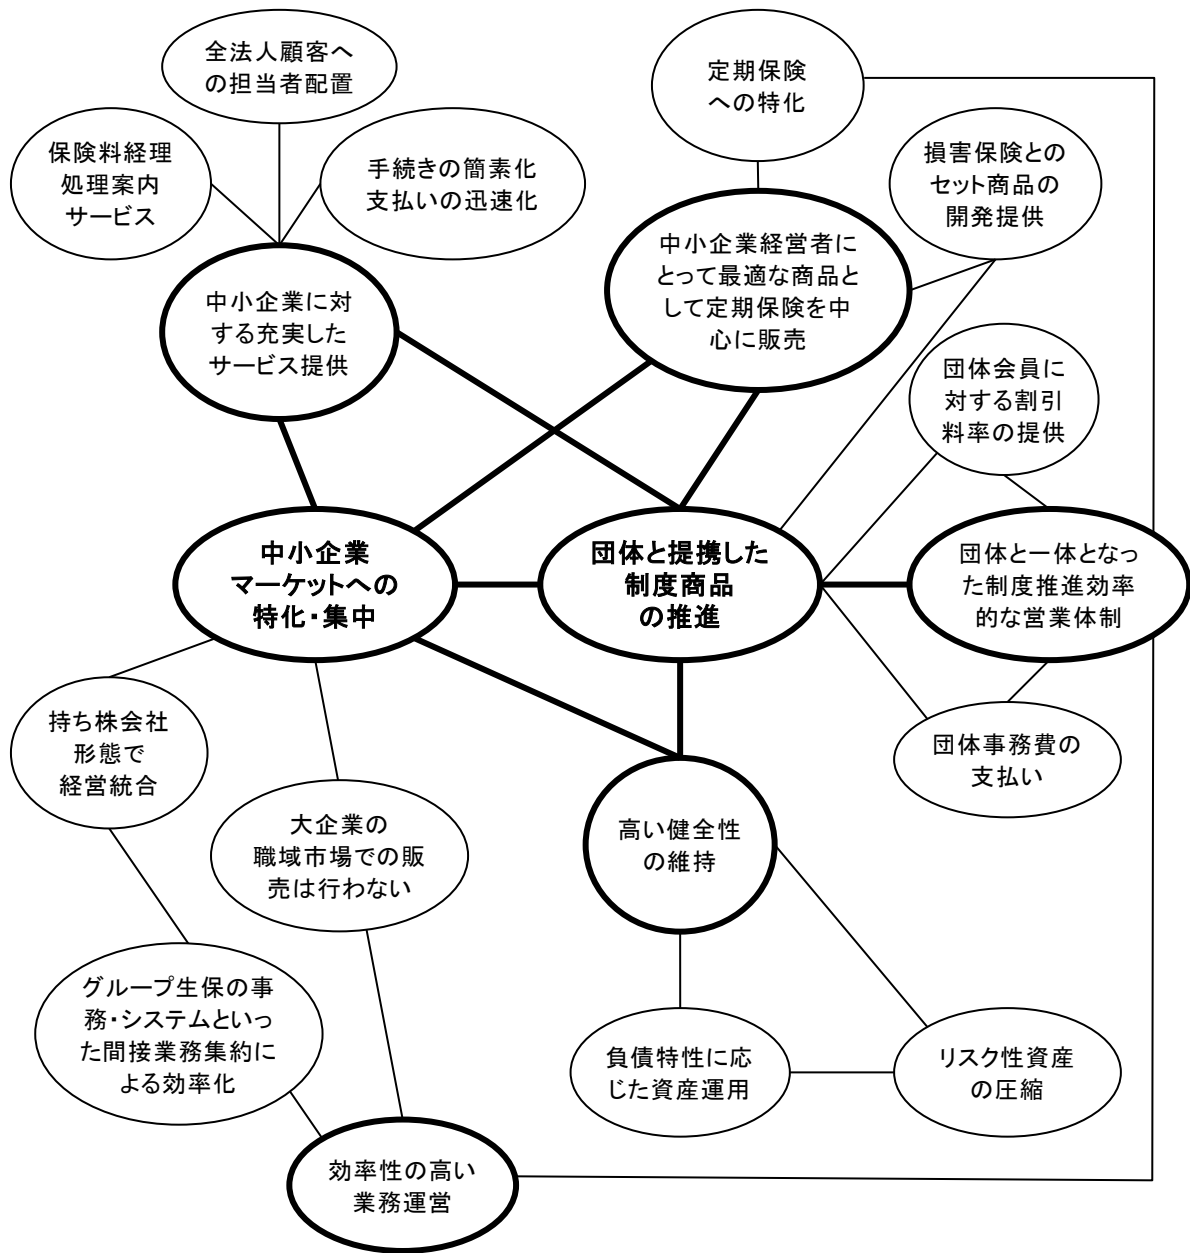 全法人顧客へ
の担当者配置
定期保険
への特化
保険料経理
処理案内
サービス
手続きの簡素化
支払いの迅速化
損害保険との
セット商品の
開発提供
中小企業に対
する充実した
サービス提供
中小企業経営者に
とって最適な商品と
して定期保険を中
心に販売
団体会員に
対する割引
料率の提供
中小企業
マーケットへの
特化・集中
団体と提携した
制度商品
の推進
団体と一体となっ
た制度推進効率
的な営業体制
持ち株会社
形態で
経営統合
団体事務費の
支払い
大企業の
職域市場での販
売は行わない
高い健全性
の維持
グループ生保の事
務・システムといっ
た間接業務集約に
よる効率化
負債特性に応
じた資産運用
リスク性資産
の圧縮
効率性の高い
業務運営